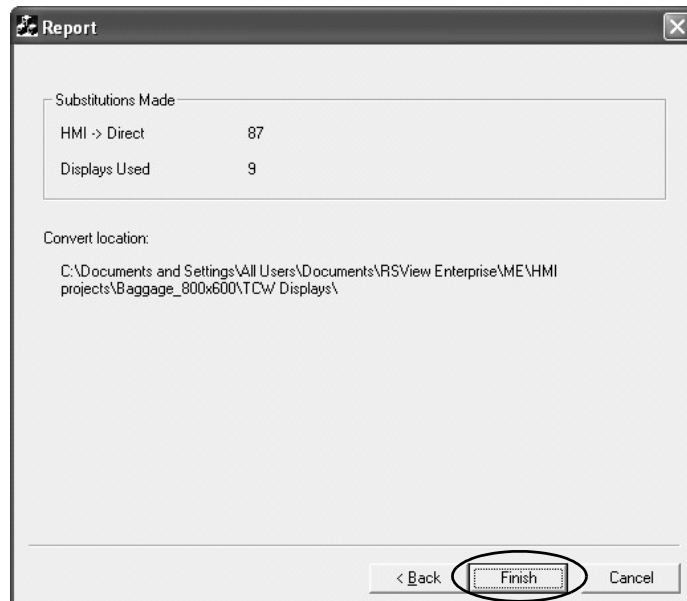 Report
Substitutions Made
HMI -> Direct 87
Displays Used 9
Convert location:
C:\Documents and Settings\All Users\Documents\RSView Enterprise\ME\HMI
projects\Baggage_800x600\TCW Displays\
< Back Finish Cancel